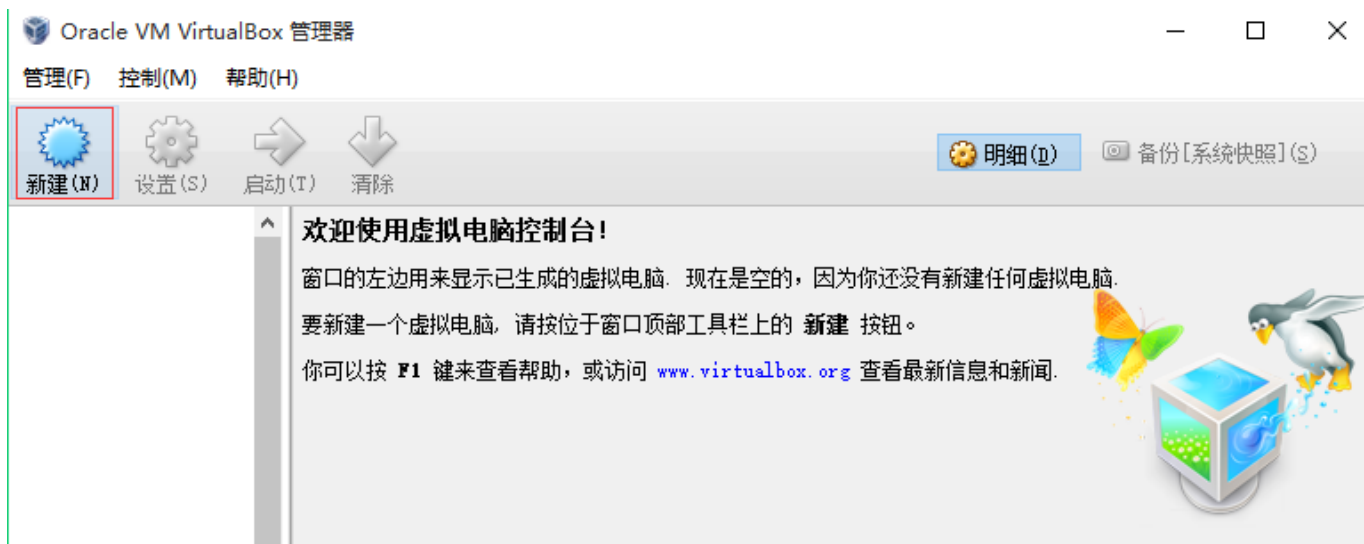 Oracle VM VirtualBox 管理器
管理(F) 控制(M) 帮助(H)
新建(N) 设置(S) 启动(T) 清除 明细(D) 备份[系统快照](S)
欢迎使用虚拟电脑控制台!
窗口的左边用来显示已生成的虚拟电脑. 现在是空的,因为你还没有新建任何虚拟电脑.
要新建一个虚拟电脑, 请按位于窗口顶部工具栏上的 新建 按钮。
你可以按 F1 键来查看帮助,或访问 www.virtualbox.org 查看最新信息和新闻.